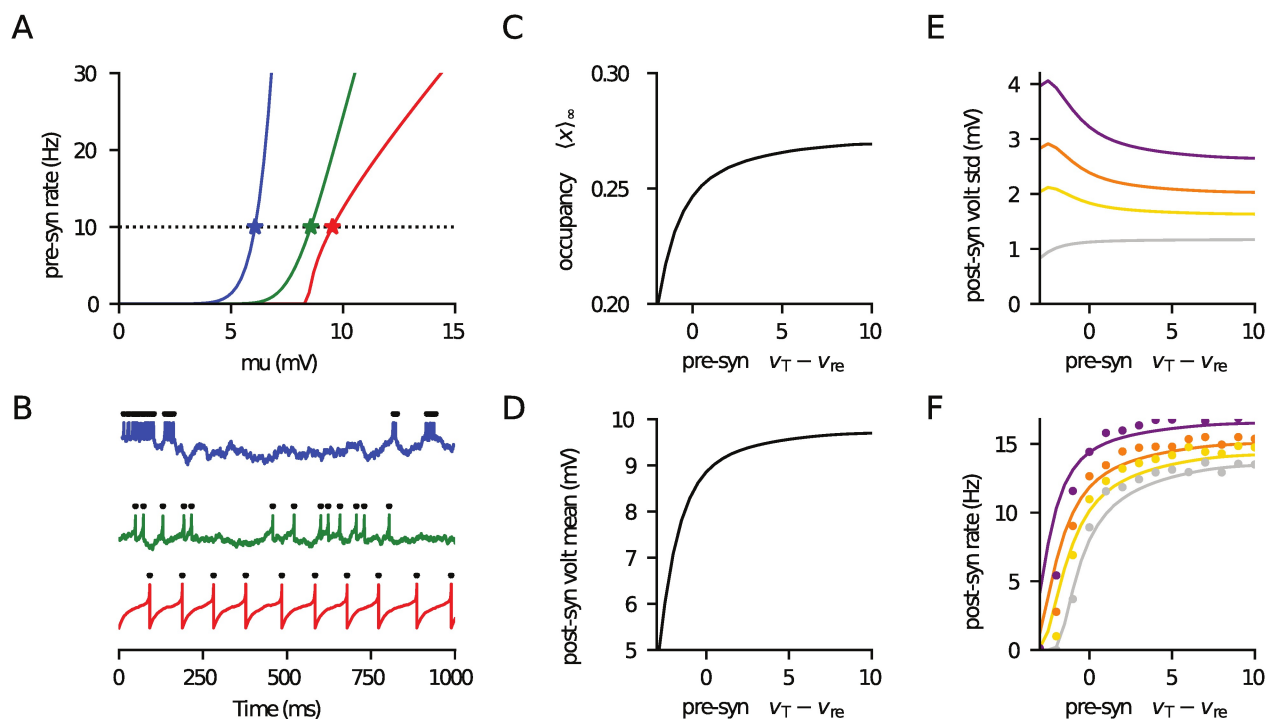 A
30
20
10
0
pre-syn rate (Hz)
0 5 10 15
mu (mV)
B
0 250 500 750 1000
Time (ms)
C
0.30
0.25
0.20
occupancy ⟨x⟩∞
0 5 10
pre-syn vT − vre
D
10
9
8
7
6
5
post-syn volt mean (mV)
0 5 10
pre-syn vT − vre
E
4
3
2
1
0
post-syn volt std (mV)
0 5 10
pre-syn vT − vre
F
15
10
5
0
post-syn rate (Hz)
0 5 10
pre-syn vT − vre